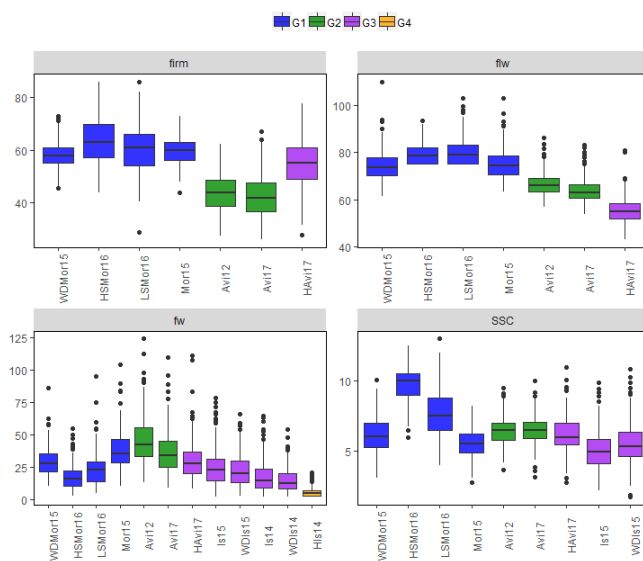 G1 G2 G3 G4
firm
80
60
40
WDMor15 HSMor16 LSMor16 Mor15 Avi12 Avi17 HAvi17
flw
100
80
60
40
WDMor15 HSMor16 LSMor16 Mor15 Avi12 Avi17 HAvi17
fw
125
100
75
50
25
0
WDMor15 HSMor16 LSMor16 Mor15 Avi12 Avi17 HAvi17 Is15 WDIs15 Is14 WDIs14 HIs14
SSC
10
5
WDMor15 HSMor16 LSMor16 Mor15 Avi12 Avi17 HAvi17 Is15 WDIs15